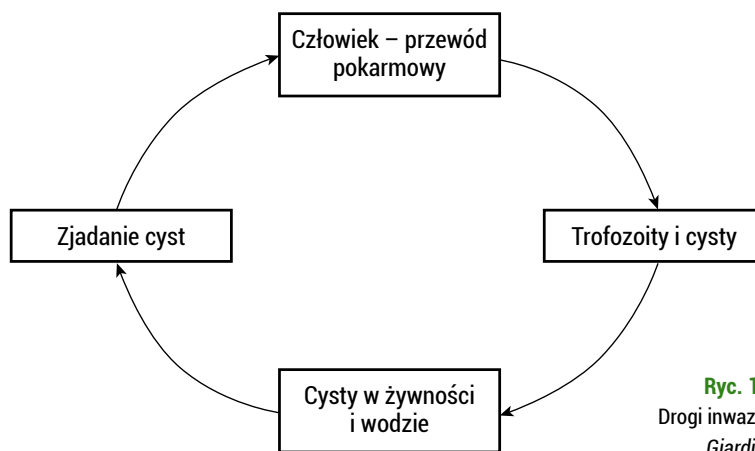 Człowiek – przewód
pokarmowy
Zjadanie cyst
Trofozoity i cysty
Cysty w żywności
i wodzie
Ryc. 1
Drogi inwaz
Giardi